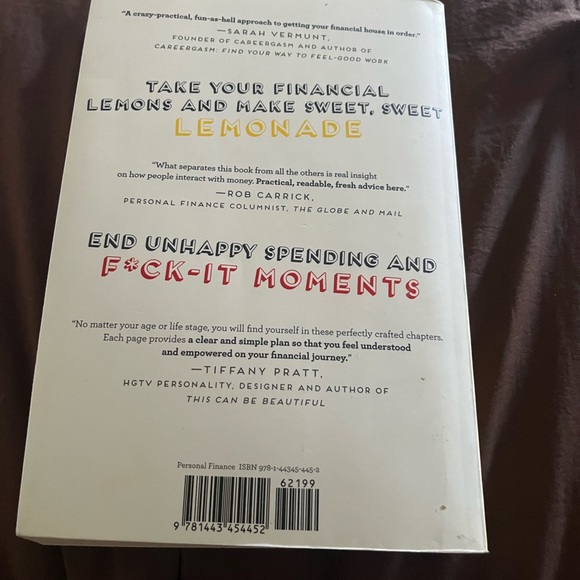 "A crazy-practical, fun-as-hell approach to getting your financial house in order."
—SARAH VERMUNT,
FOUNDER OF CAREERGASM AND AUTHOR OF
CAREERGASM: FIND YOUR WAY TO FEEL-GOOD WORK
TAKE YOUR FINANCIAL
LEMONS AND MAKE SWEET, SWEET
LEMONADE
"What separates this book from all the others is real insight
on how people interact with money. Practical, readable, fresh advice here."
—ROB CARRICK,
PERSONAL FINANCE COLUMNIST, THE GLOBE AND MAIL
END UNHAPPY SPENDING AND
F*CK-IT MOMENTS
"No matter your age or life stage, you will find yourself in these perfectly crafted chapters.
Each page provides a clear and simple plan so that you feel understood
and empowered on your financial journey."
—TIFFANY PRATT,
HGTV PERSONALITY, DESIGNER AND AUTHOR OF
THIS CAN BE BEAUTIFUL
Personal Finance ISBN 978-1-44345-445-2
62199
9 781443 454452